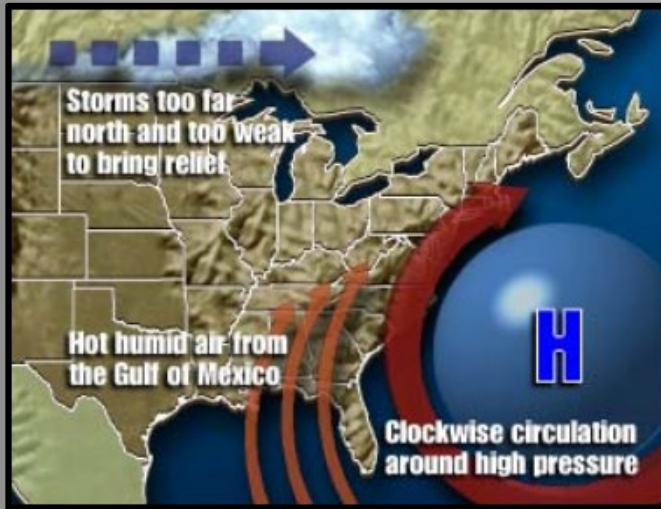 Storms too far
north and too weak
to bring relief
Hot humid air from
the Gulf of Mexico
H
Clockwise circulation
around high pressure